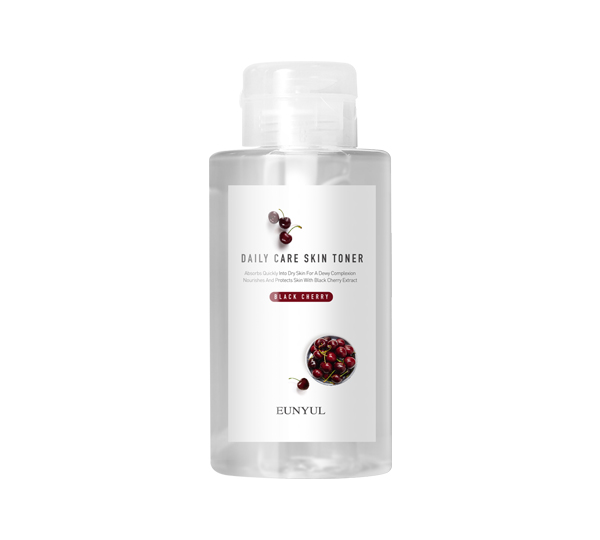 DAILY CARE SKIN TONER
Absorbs Quickly Into Dry Skin For A Dewy Complexion
Nourishes And Protects Skin With Black Cherry Extract
BLACK CHERRY
EUNYUL